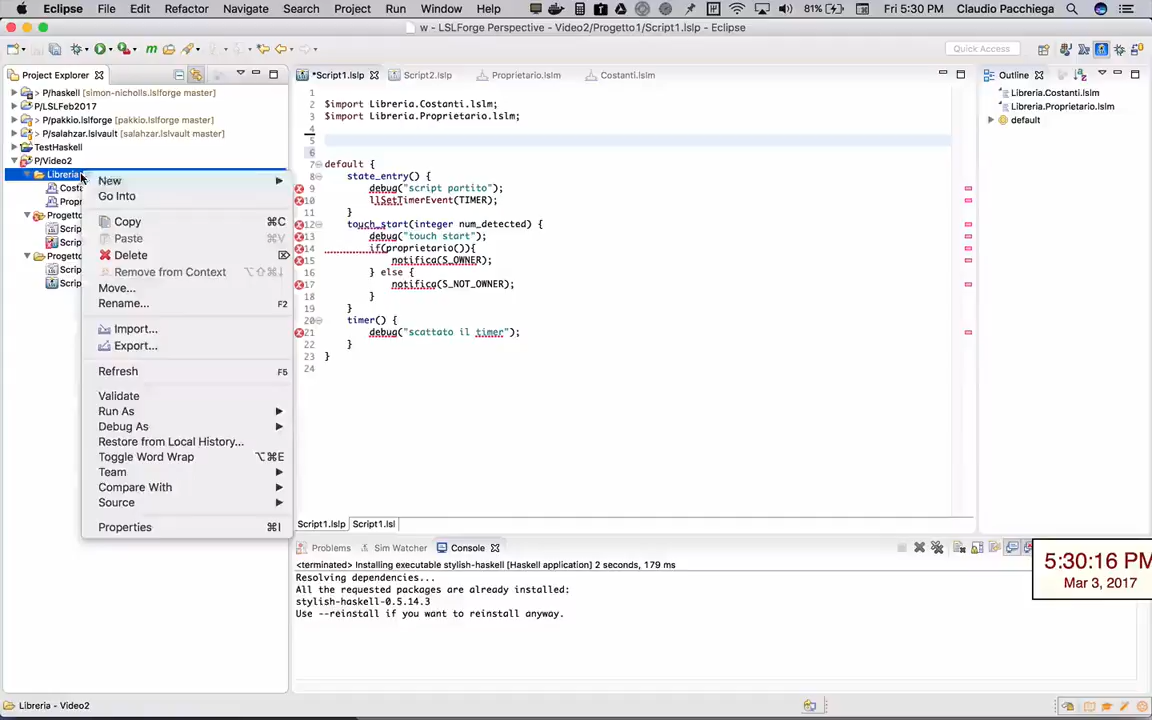 Eclipse File Edit Refactor Navigate Search Project Run Libreria Window Help 81% Fri 5:30 PM Claudio Pacchiega
w - LSLForge Perspective - Video2/Progetto1/Script1.lslp - Eclipse
Quick Access
Project Explorer
> P/haskell [simon-nicholls.lslforge master]
P/LSLFeb2017
> P/pakkio.lslforge [pakkio.lslforge master]
> P/salahzar.lslvault [salahzar.lslvault master]
TestHaskell
P/Video2
Libreria
Costa
Propr
Progetto
Scrip
Scrip
Progetto
Scrip
Scrip
New
Go Into
Copy ⌘C
Paste ⌘V
Delete ⌦
Remove from Context ⌥⇧⌘↓
Move...
Rename... F2
Import...
Export...
Refresh F5
Validate
Run As
Debug As
Restore from Local History...
Toggle Word Wrap ⌥⌘E
Team
Compare With
Source
Properties ⌘I
*Script1.lslp Script2.lslp Proprietario.lslm Costanti.lslm
1
2 $import Libreria.Costanti.lslm;
3 $import Libreria.Proprietario.lslm;
4
5
6
7 default {
8 state_entry() {
9 debug("script partito");
10 llSetTimerEvent(TIMER);
11 }
12 touch_start(integer num_detected) {
13 debug("touch start");
14 if(proprietario()){
15 notifica(S_OWNER);
16 } else {
17 notifica(S_NOT_OWNER);
18 }
19 }
20 timer() {
21 debug("scattato il timer");
22 }
23 }
24
Script1.lslp Script1.lsl
Outline
Libreria.Costanti.lslm
Libreria.Proprietario.lslm
default
Problems Sim Watcher Console
<terminated> Installing executable stylish-haskell [Haskell application] 2 seconds, 179 ms
Resolving dependencies...
All the requested packages are already installed:
stylish-haskell-0.5.14.3
Use --reinstall if you want to reinstall anyway.
5:30:16 PM
Mar 3, 2017
Libreria - Video2